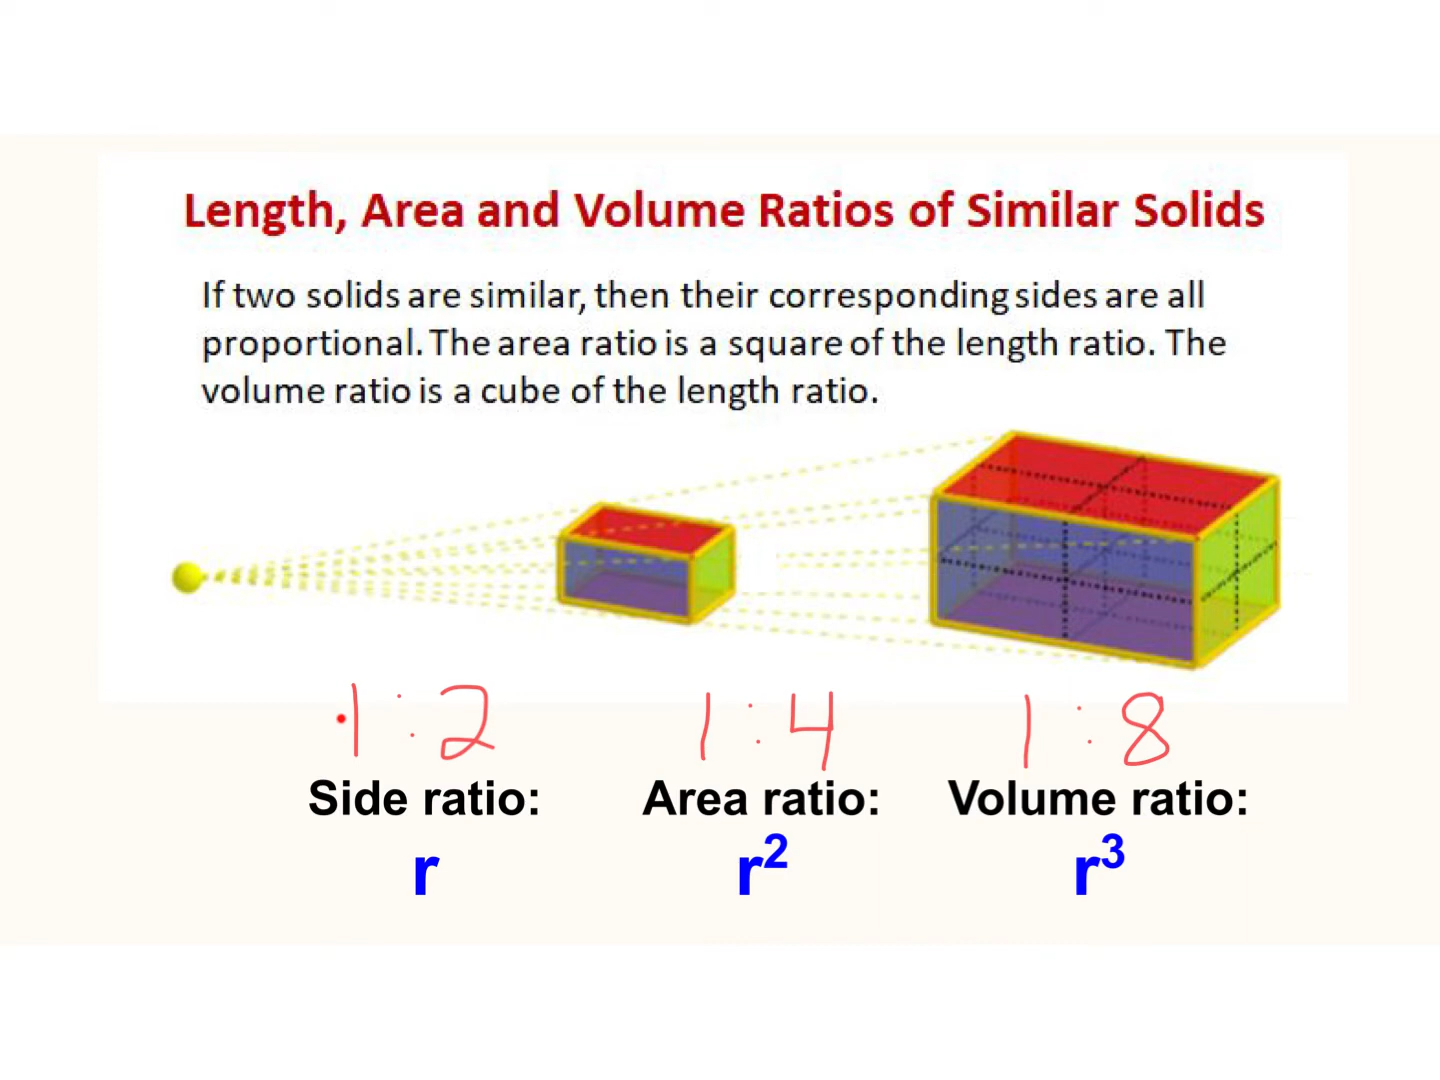 Length, Area and Volume Ratios of Similar Solids
If two solids are similar, then their corresponding sides are all
proportional. The area ratio is a square of the length ratio. The
volume ratio is a cube of the length ratio.
1:2 1:4 1:8
Side ratio: Area ratio: Volume ratio:
r r² r³